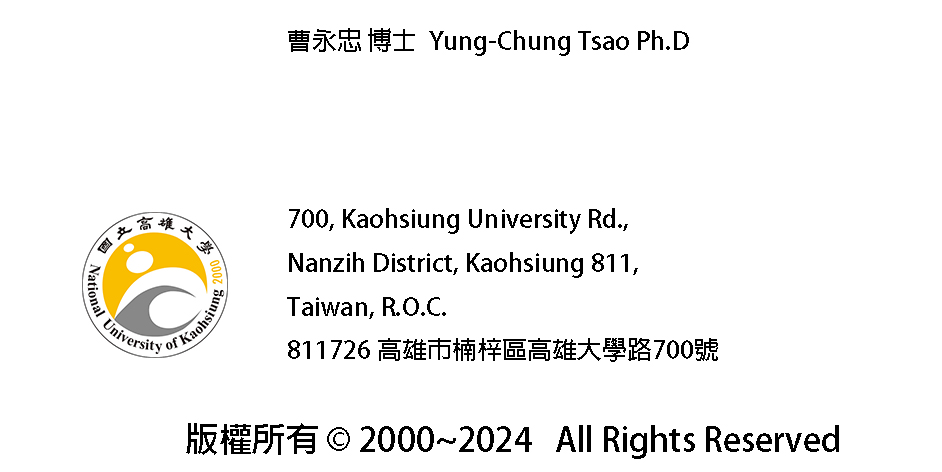 曹永忠 博士 Yung-Chung Tsao Ph.D
國立高雄大學
National University of Kaohsiung 2000
700, Kaohsiung University Rd.,
Nanzih District, Kaohsiung 811,
Taiwan, R.O.C.
811726 高雄市楠梓區高雄大學路700號
版權所有 © 2000~2024 All Rights Reserved